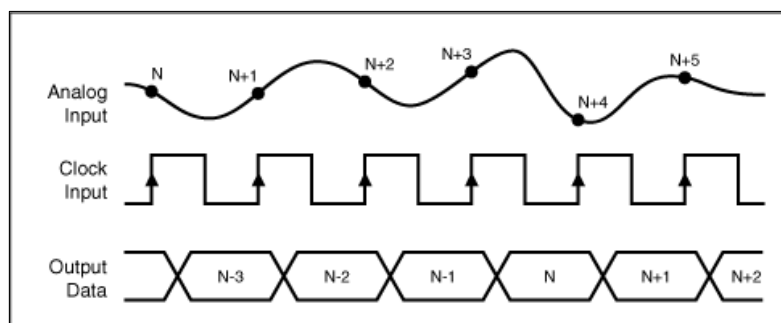 N
N+1
N+2
N+3
N+4
N+5
Analog
Input
Clock
Input
Output
Data
N-3
N-2
N-1
N
N+1
N+2